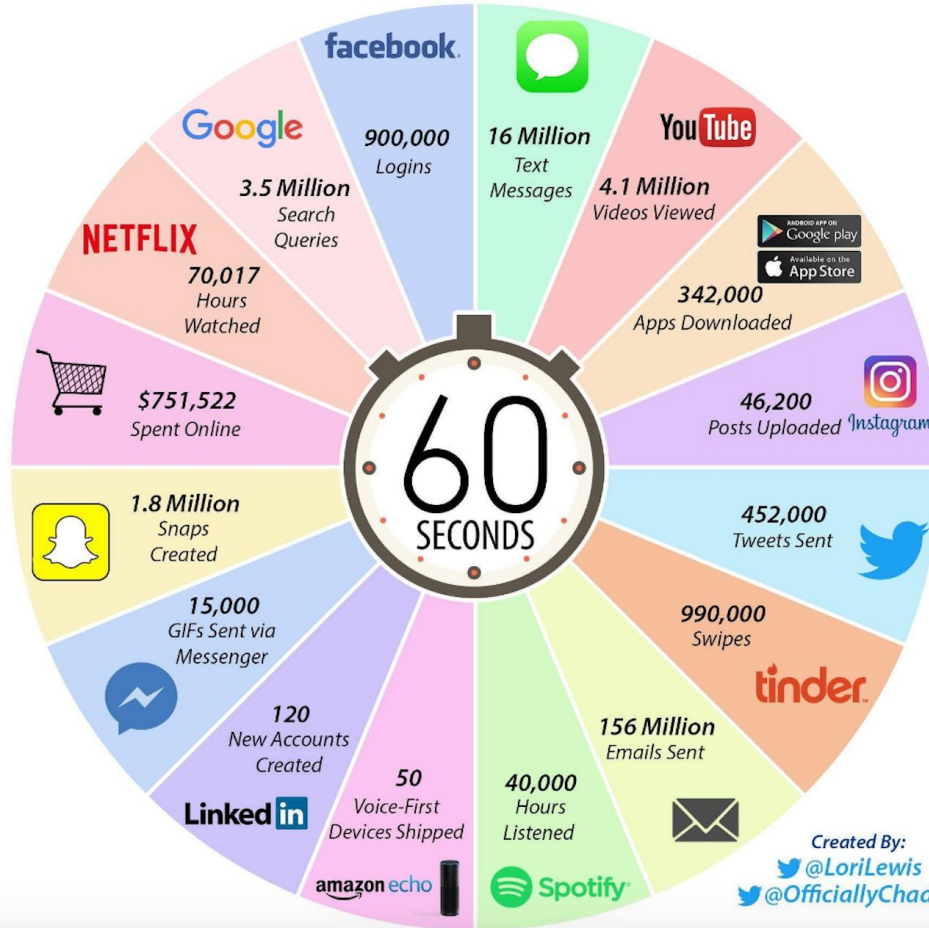 facebook.
900,000
Logins
16 Million
Text
Messages
YouTube
4.1 Million
Videos Viewed
ANDROID APP ON
Google play
Available on the
App Store
342,000
Apps Downloaded
Instagram
46,200
Posts Uploaded
452,000
Tweets Sent
990,000
Swipes
tinder
156 Million
Emails Sent
40,000
Hours
Listened
Spotify
50
Voice-First
Devices Shipped
amazon echo
120
New Accounts
Created
Linked in
15,000
GIFs Sent via
Messenger
1.8 Million
Snaps
Created
$751,522
Spent Online
NETFLIX
70,017
Hours
Watched
Google
3.5 Million
Search
Queries
60
SECONDS
Created By:
@LoriLewis
@OfficiallyChad